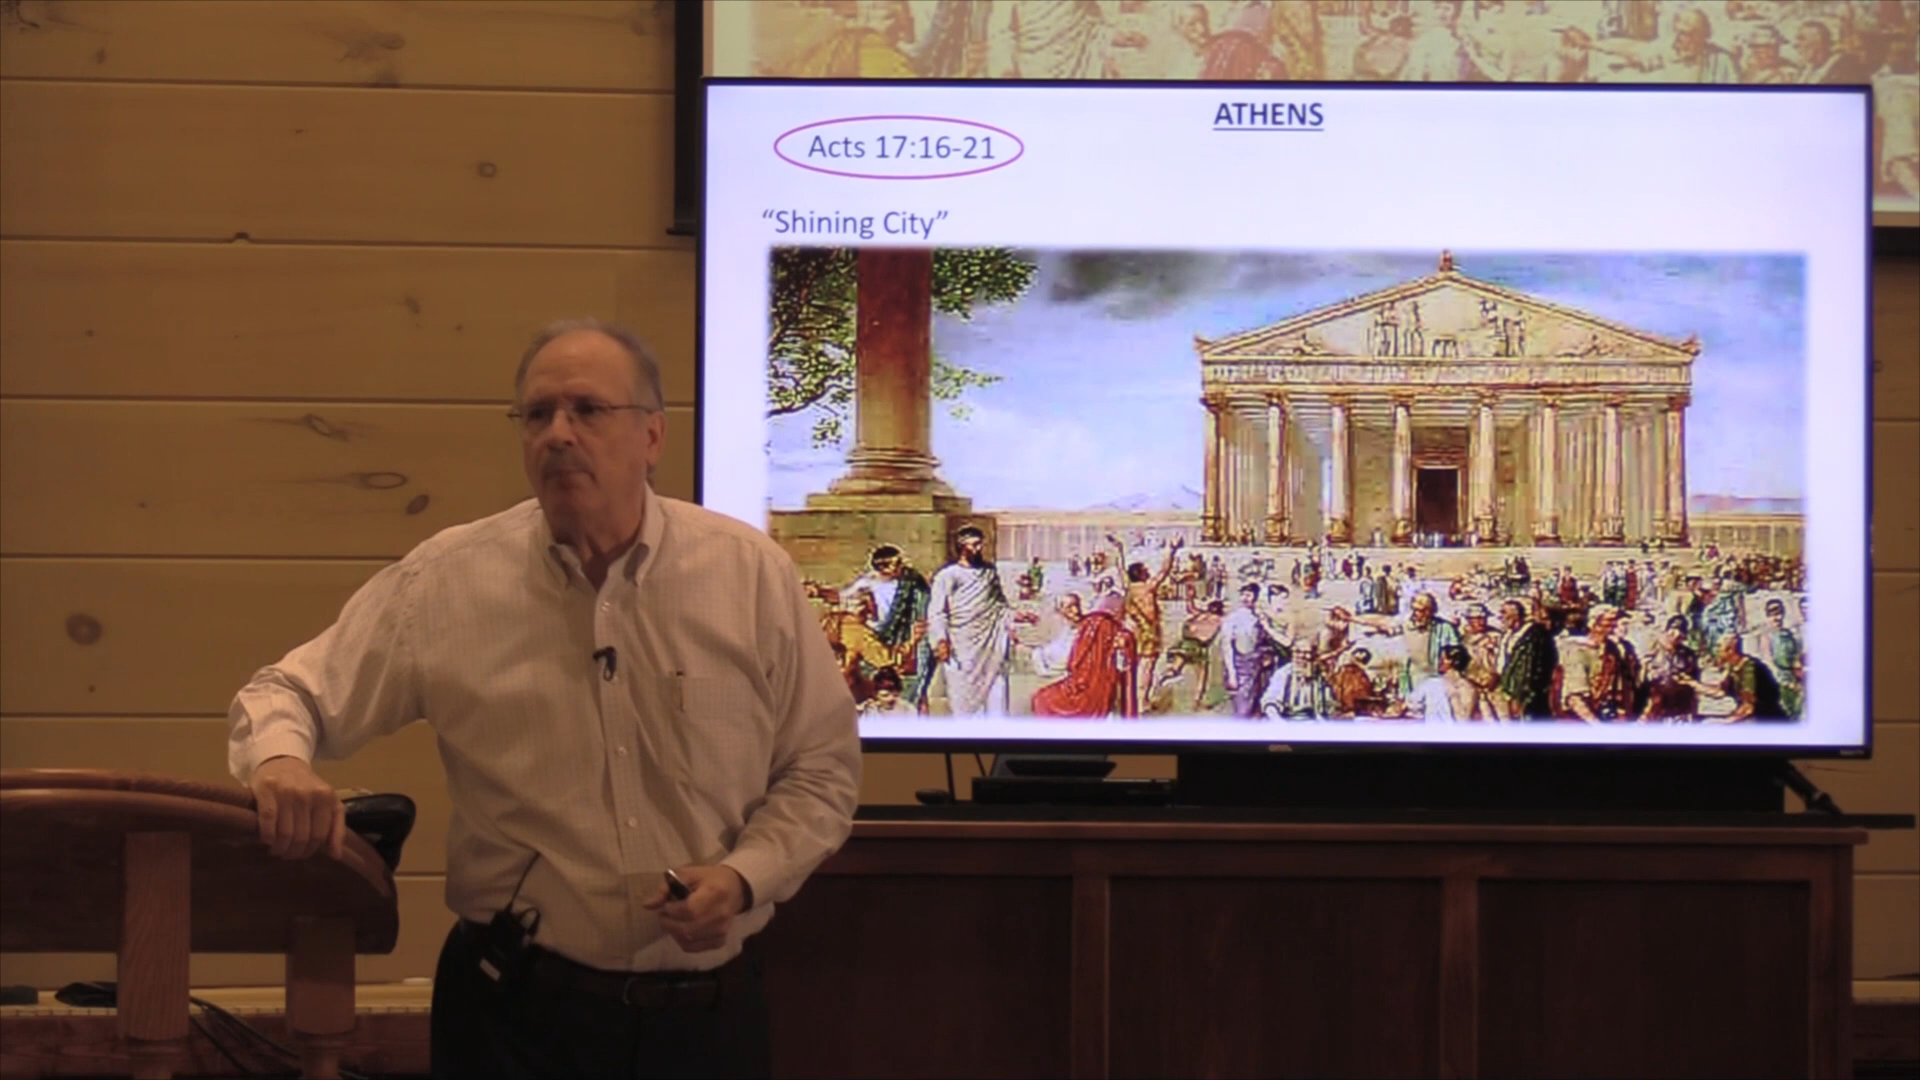 ATHENS
Acts 17:16-21
“Shining City”